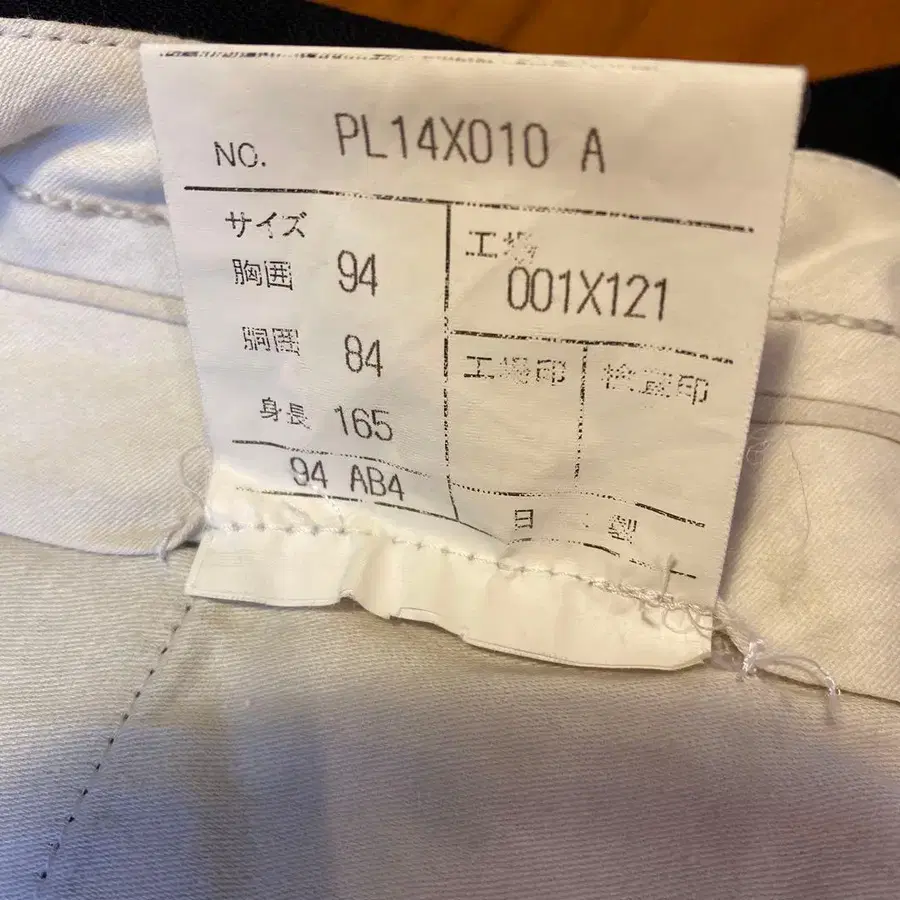 NO. PL14X010 A
サイズ
胸囲 94
胴囲 84
身長 165
94 AB4
工場
001X121
工場印
検査印
日 製